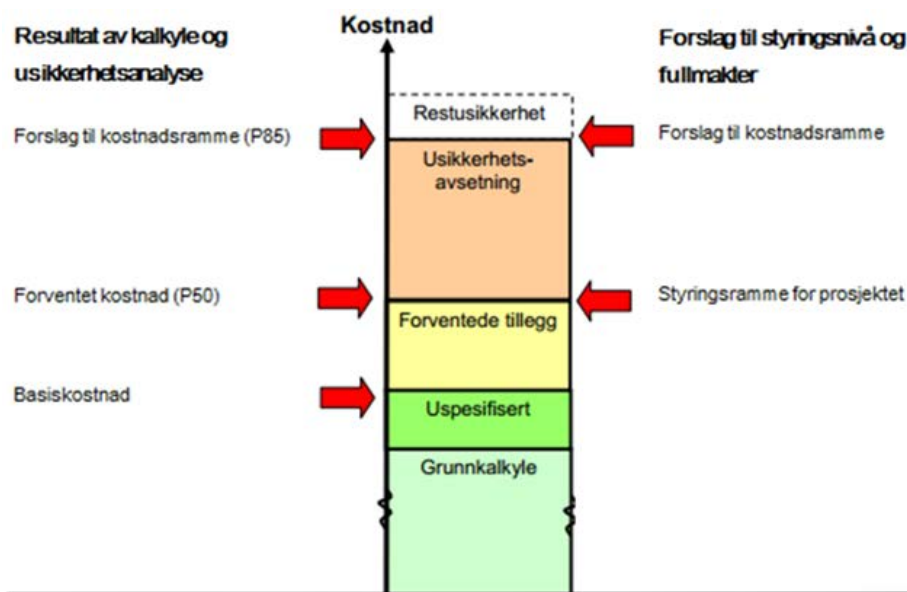 Resultat av kalkyle og
usikkerhetsanalyse
Kostnad
Forslag til styringsnivå og
fullmakter
Restusikkerhet
Forslag til kostnadsramme (P85)
Forslag til kostnadsramme
Usikkerhets-
avsetning
Forventet kostnad (P50)
Styringsramme for prosjektet
Forventede tillegg
Basiskostnad
Uspesifisert
Grunnkalkyle